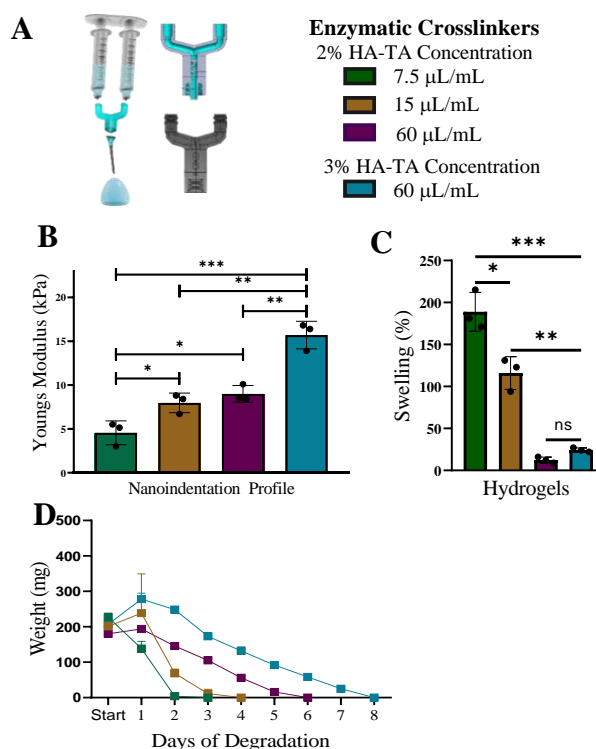 A
Enzymatic Crosslinkers
2% HA-TA Concentration
7.5 µL/mL
15 µL/mL
60 µL/mL
3% HA-TA Concentration
60 µL/mL
B
Youngs Modulus (kPa)
20
15
10
5
0
***
**
**
*
*
Nanoindentation Profile
C
Swelling (%)
250
200
150
100
50
0
***
*
**
ns
Hydrogels
D
Weight (mg)
500
400
300
200
100
0
Start 1 2 3 4 5 6 7 8
Days of Degradation